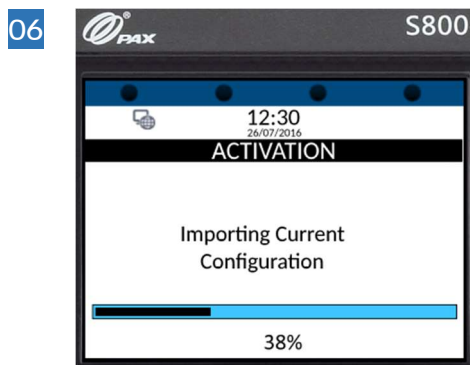 06
PAX
S800
12:30
26/07/2016
ACTIVATION
Importing Current
Configuration
38%